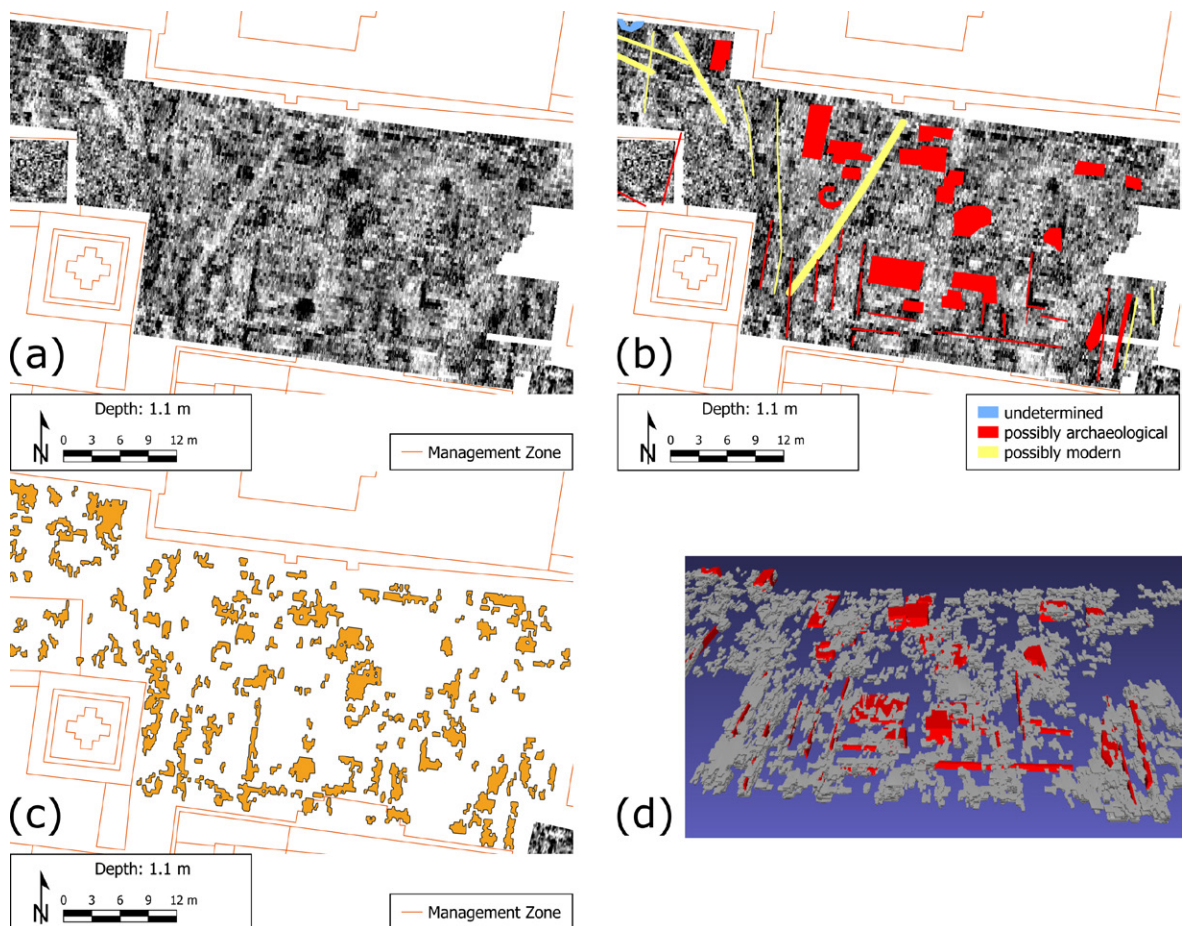 (a)
Depth: 1.1 m
N
0 3 6 9 12 m
Management Zone
(b)
Depth: 1.1 m
N
0 3 6 9 12 m
undetermined
possibly archaeological
possibly modern
(c)
Depth: 1.1 m
N
0 3 6 9 12 m
Management Zone
(d)